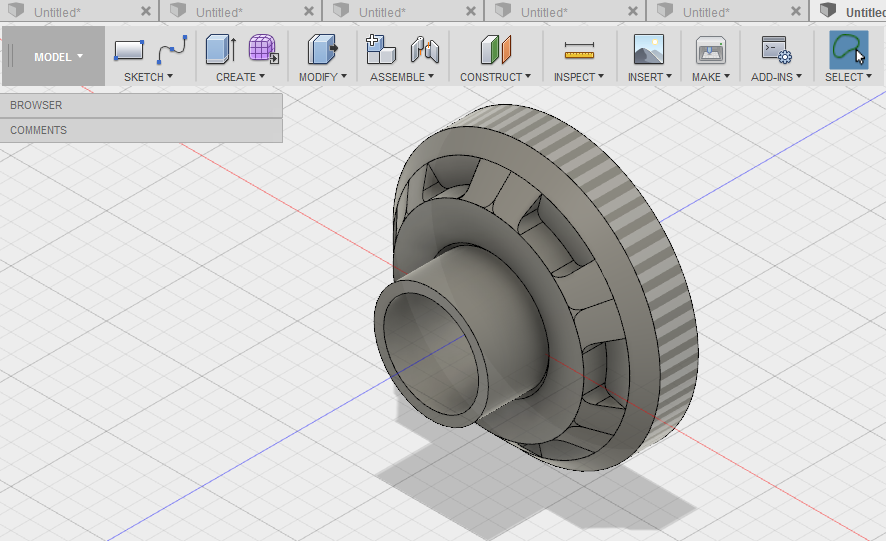 Untitled* Untitled* Untitled* Untitled* Untitled* Untitled
MODEL
SKETCH CREATE MODIFY ASSEMBLE CONSTRUCT INSPECT INSERT MAKE ADD-INS SELECT
BROWSER
COMMENTS